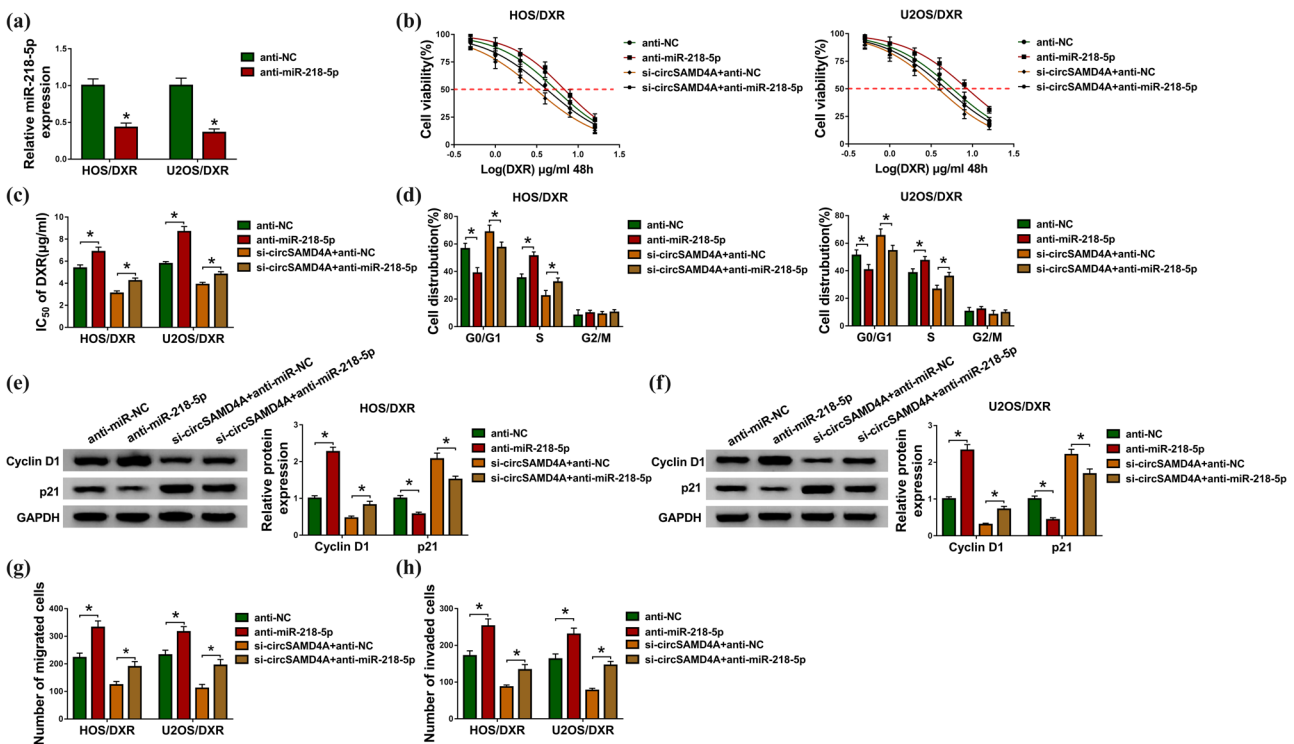 (a)
Relative miR-218-5p
expression
1.5
1.0
0.5
0.0
*
*
HOS/DXR
U2OS/DXR
anti-NC
anti-miR-218-5p
(b)
HOS/DXR
Cell viability(%)
100
75
50
25
0
-0.5
0.0
0.5
1.0
1.5
Log(DXR) μg/ml 48h
anti-NC
anti-miR-218-5p
si-circSAMD4A+anti-NC
si-circSAMD4A+anti-miR-218-5p
U2OS/DXR
Cell viability(%)
100
75
50
25
0
-0.5
0.0
0.5
1.0
1.5
Log(DXR) μg/ml 48h
anti-NC
anti-miR-218-5p
si-circSAMD4A+anti-NC
si-circSAMD4A+anti-miR-218-5p
(c)
IC50 of DXR(μg/ml)
10
8
6
4
2
0
*
*
*
*
HOS/DXR
U2OS/DXR
anti-NC
anti-miR-218-5p
si-circSAMD4A+anti-NC
si-circSAMD4A+anti-miR-218-5p
(d)
HOS/DXR
Cell distrubution(%)
100
80
60
40
20
0
*
*
*
*
G0/G1
S
G2/M
anti-NC
anti-miR-218-5p
si-circSAMD4A+anti-NC
si-circSAMD4A+anti-miR-218-5p
U2OS/DXR
Cell distrubution(%)
100
80
60
40
20
0
*
*
*
*
G0/G1
S
G2/M
anti-NC
anti-miR-218-5p
si-circSAMD4A+anti-NC
si-circSAMD4A+anti-miR-218-5p
(e)
anti-miR-NC
anti-miR-218-5p
si-circSAMD4A+anti-miR-NC
si-circSAMD4A+anti-miR-218-5p
Cyclin D1
p21
GAPDH
HOS/DXR
Relative protein
expression
3
2
1
0
*
*
*
*
Cyclin D1
p21
anti-NC
anti-miR-218-5p
si-circSAMD4A+anti-NC
si-circSAMD4A+anti-miR-218-5p
(f)
anti-miR-NC
anti-miR-218-5p
si-circSAMD4A+anti-miR-NC
si-circSAMD4A+anti-miR-218-5p
Cyclin D1
p21
GAPDH
U2OS/DXR
Relative protein
expression
3
2
1
0
*
*
*
*
Cyclin D1
p21
anti-NC
anti-miR-218-5p
si-circSAMD4A+anti-NC
si-circSAMD4A+anti-miR-218-5p
(g)
Number of migrated cells
400
300
200
100
0
*
*
*
*
HOS/DXR
U2OS/DXR
anti-NC
anti-miR-218-5p
si-circSAMD4A+anti-NC
si-circSAMD4A+anti-miR-218-5p
(h)
Number of invaded cells
300
200
100
0
*
*
*
*
HOS/DXR
U2OS/DXR
anti-NC
anti-miR-218-5p
si-circSAMD4A+anti-NC
si-circSAMD4A+anti-miR-218-5p